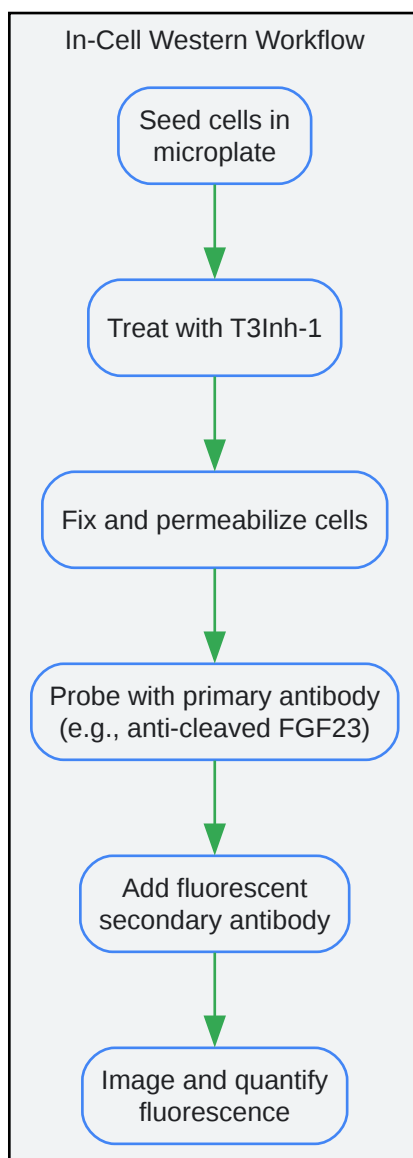 In-Cell Western Workflow
Seed cells in
microplate
Treat with T3Inh-1
Fix and permeabilize cells
Probe with primary antibody
(e.g., anti-cleaved FGF23)
Add fluorescent
secondary antibody
Image and quantify
fluorescence